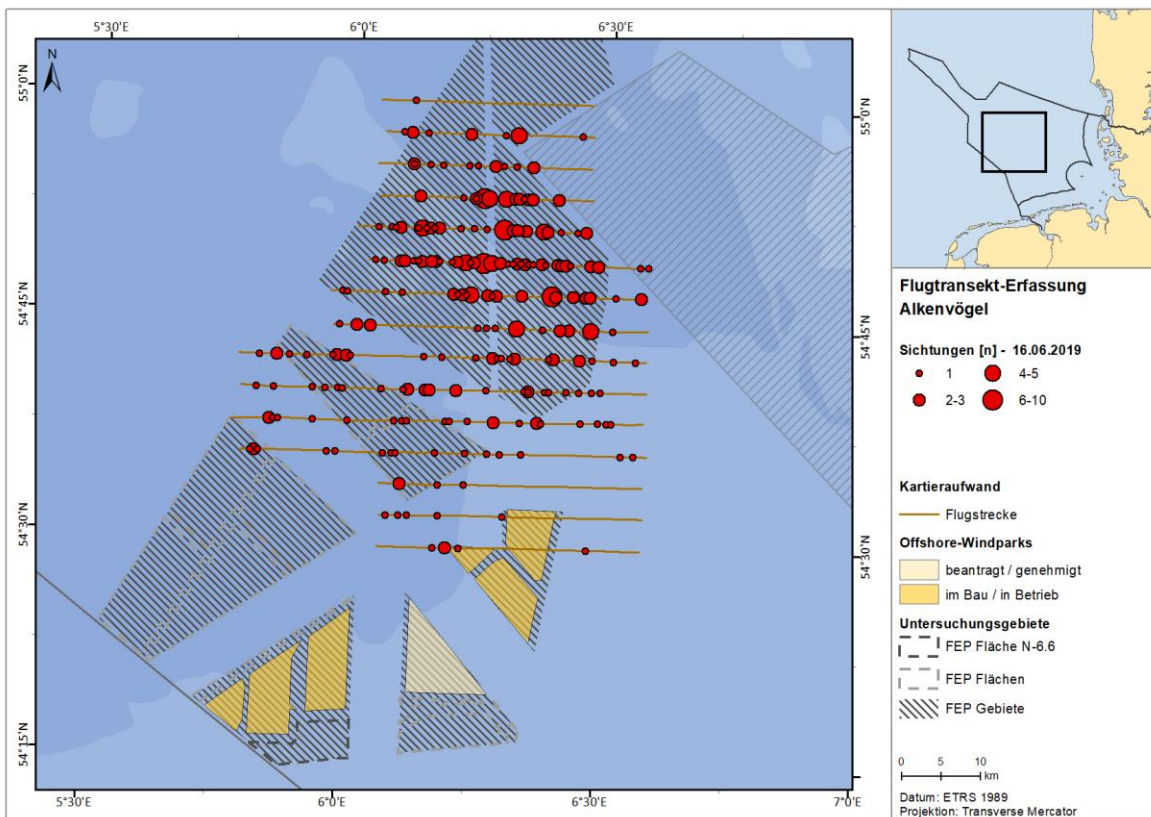 5°30'E
6°0'E
6°30'E
N
55°0'N
55°0'N
54°45'N
54°45'N
54°30'N
54°30'N
54°15'N
5°30'E
6°0'E
6°30'E
7°0'E
Flugtransekt-Erfassung
Alkenvögel
Sichtungen [n] - 16.06.2019
1
4-5
2-3
6-10
Kartieraufwand
Flugstrecke
Offshore-Windparks
beantragt / genehmigt
im Bau / in Betrieb
Untersuchungsgebiete
FEP Fläche N-6.6
FEP Flächen
FEP Gebiete
0 5 10
km
Datum: ETRS 1989
Projektion: Transverse Mercator